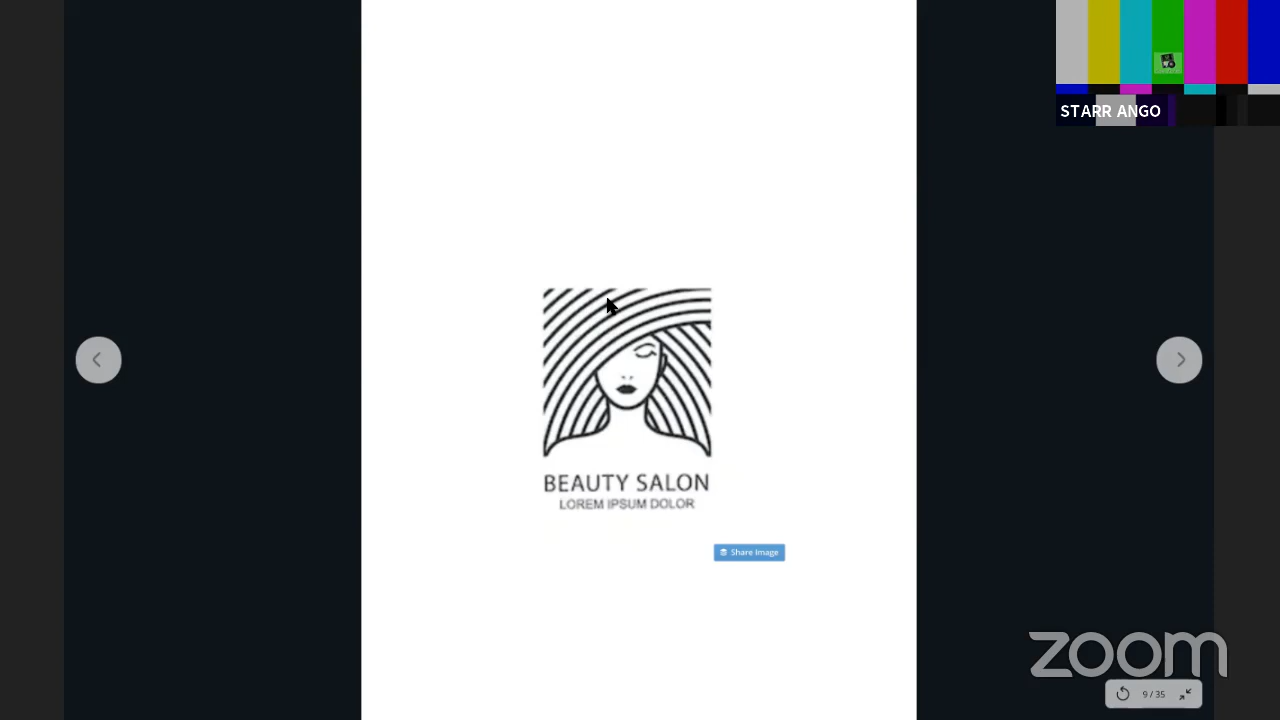 STARR ANGO
BEAUTY SALON
LOREM IPSUM DOLOR
Share Image
zoom
9 / 35